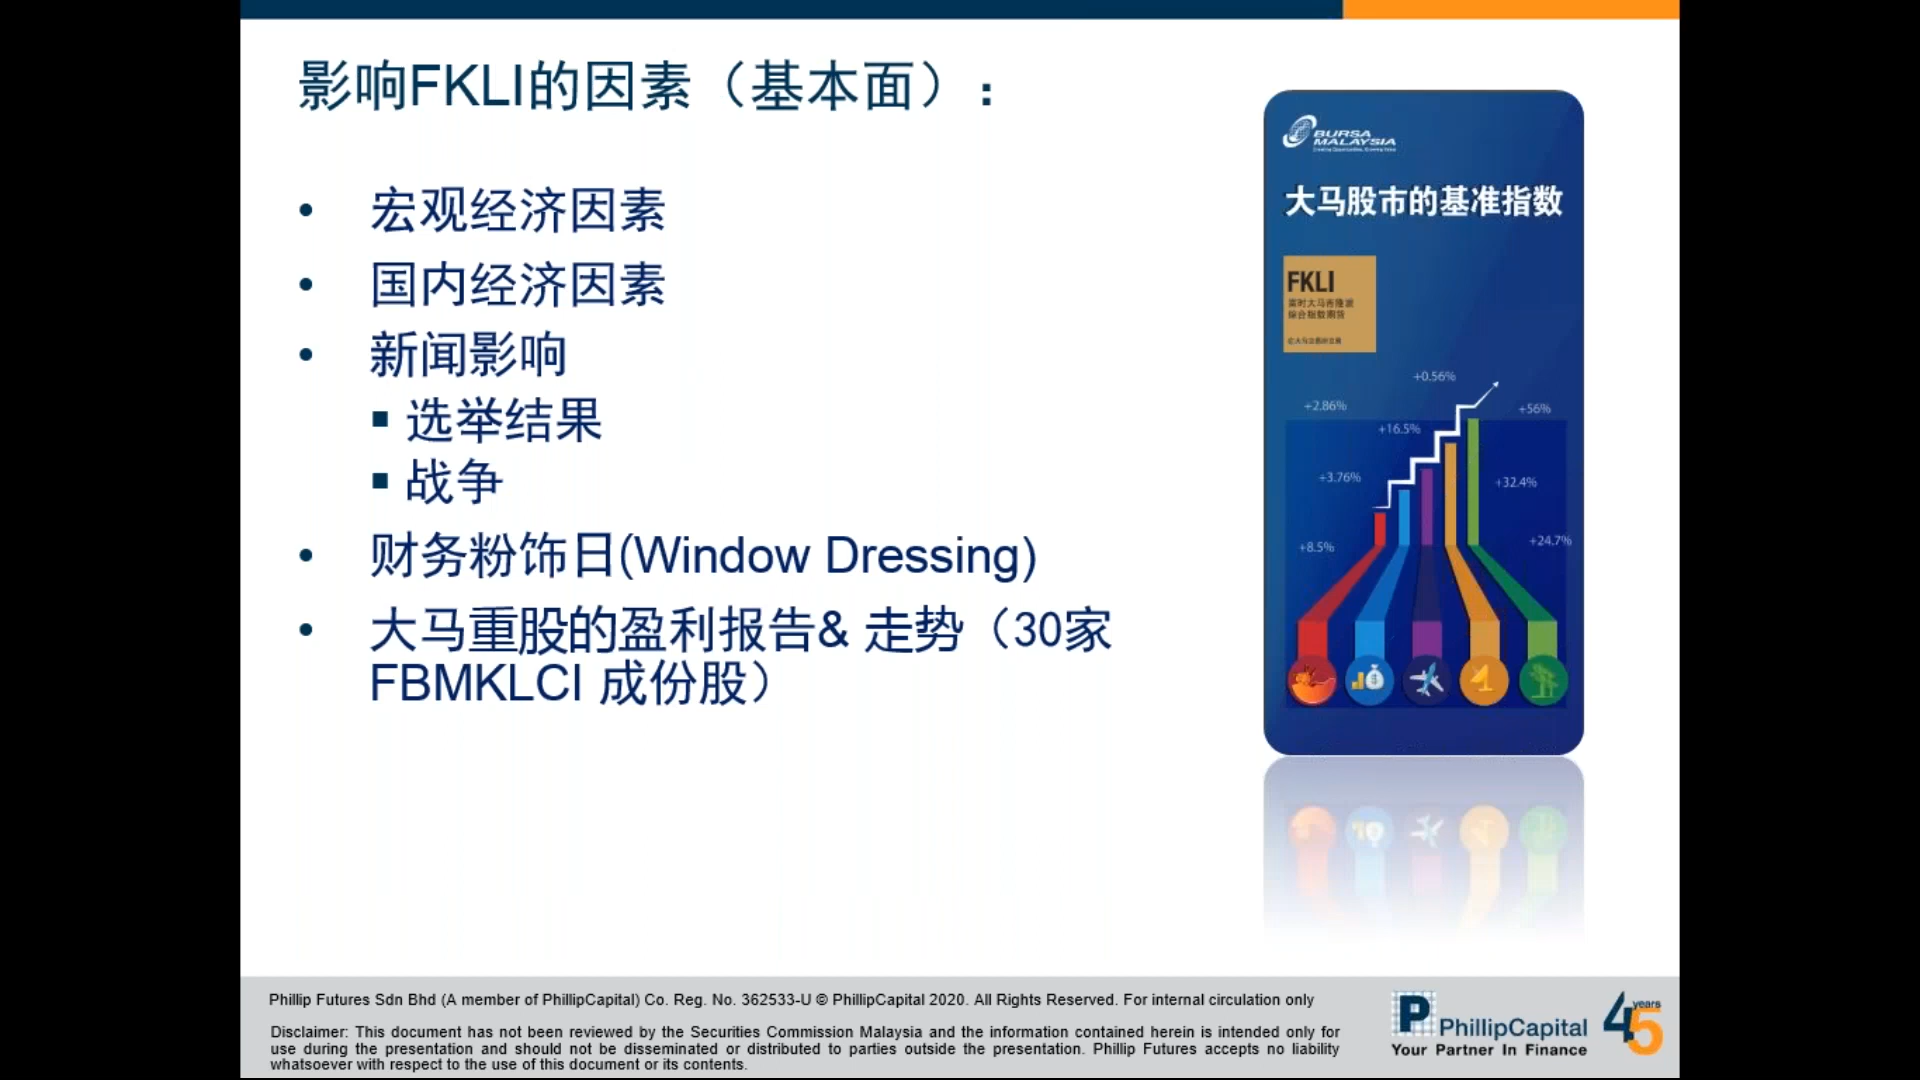 影响FKLI的因素（基本面）:
• 宏观经济因素
• 国内经济因素
• 新闻影响
▪ 选举结果
▪ 战争
• 财务粉饰日(Window Dressing)
• 大马重股的盈利报告& 走势（30家
FBMKLCI 成份股）
BURSA
MALAYSIA
大马股市的基准指数
FKLI
综合指数期货
+0.56%
+2.86%
+56%
+16.5%
+3.76%
+32.4%
+8.5%
+24.7%
Phillip Futures Sdn Bhd (A member of PhillipCapital) Co. Reg. No. 362533-U © PhillipCapital 2020. All Rights Reserved. For internal circulation only
Disclaimer: This document has not been reviewed by the Securities Commission Malaysia and the information contained herein is intended only for
use during the presentation and should not be disseminated or distributed to parties outside the presentation. Phillip Futures accepts no liability
whatsoever with respect to the use of this document or its contents.
P PhillipCapital
Your Partner In Finance
45 years